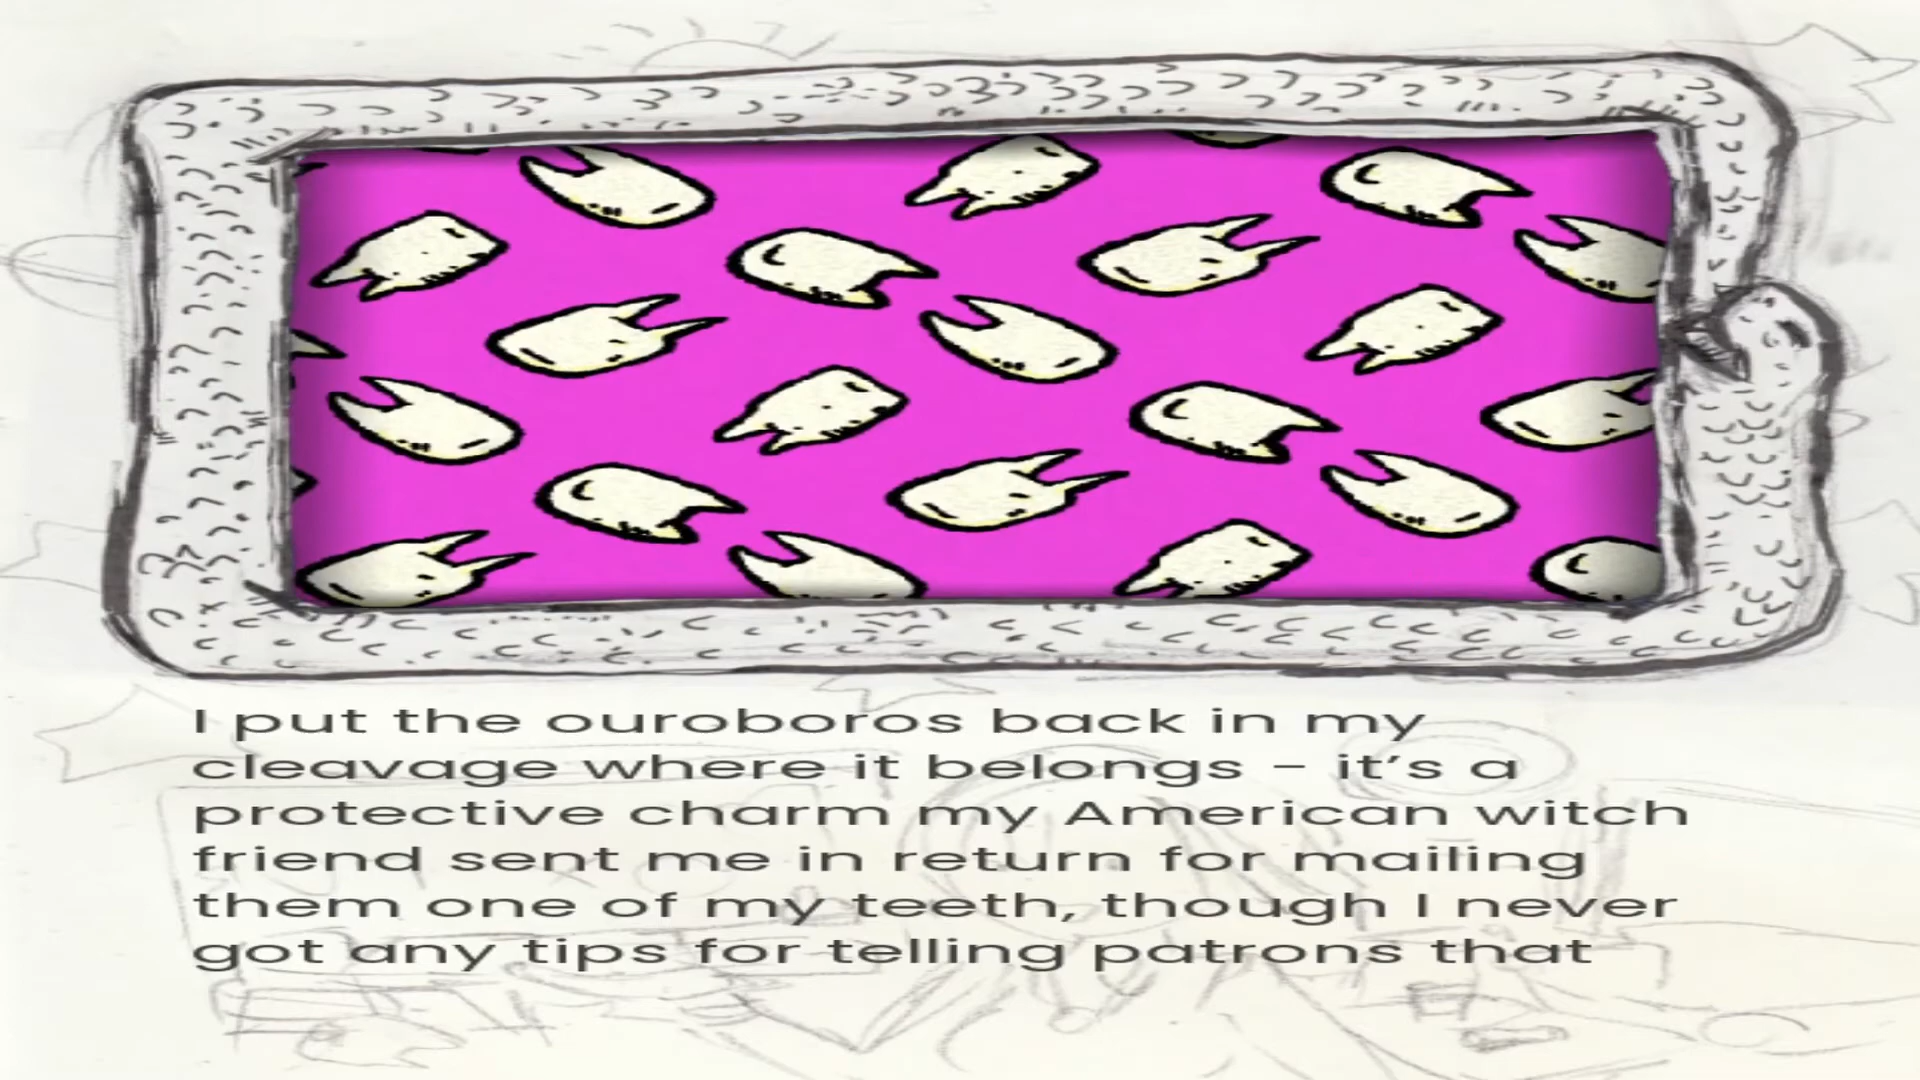 I put the ouroboros back in my
cleavage where it belongs – it's a
protective charm my American witch
friend sent me in return for mailing
them one of my teeth, though I never
got any tips for telling patrons that